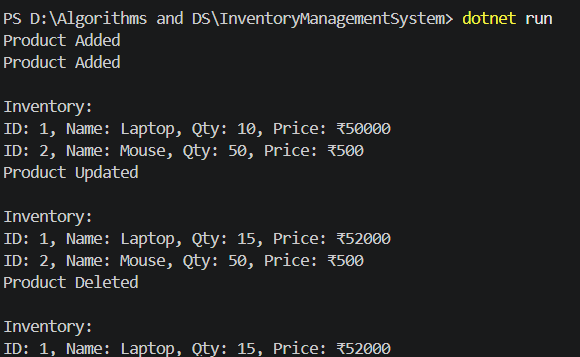 PS D:\Algorithms and DS\InventoryManagementSystem> dotnet run
Product Added
Product Added
Inventory:
ID: 1, Name: Laptop, Qty: 10, Price: ₹50000
ID: 2, Name: Mouse, Qty: 50, Price: ₹500
Product Updated
Inventory:
ID: 1, Name: Laptop, Qty: 15, Price: ₹52000
ID: 2, Name: Mouse, Qty: 50, Price: ₹500
Product Deleted
Inventory:
ID: 1, Name: Laptop, Qty: 15, Price: ₹52000